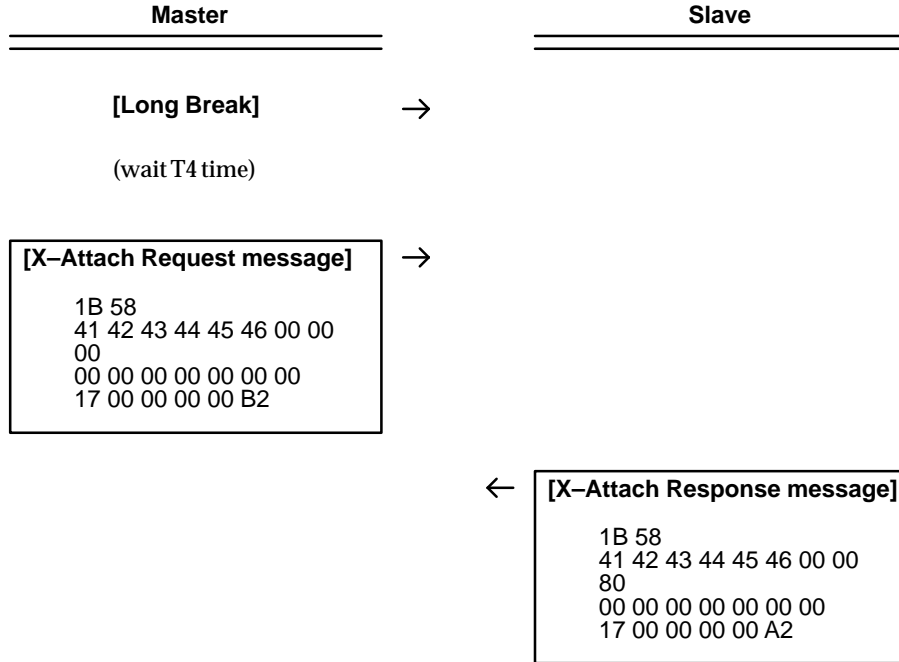 Master Slave
[Long Break] →
(wait T4 time)
[X–Attach Request message] →
1B 58
41 42 43 44 45 46 00 00
00
00 00 00 00 00 00 00
17 00 00 00 00 B2
← [X–Attach Response message]
1B 58
41 42 43 44 45 46 00 00
80
00 00 00 00 00 00 00
17 00 00 00 00 A2